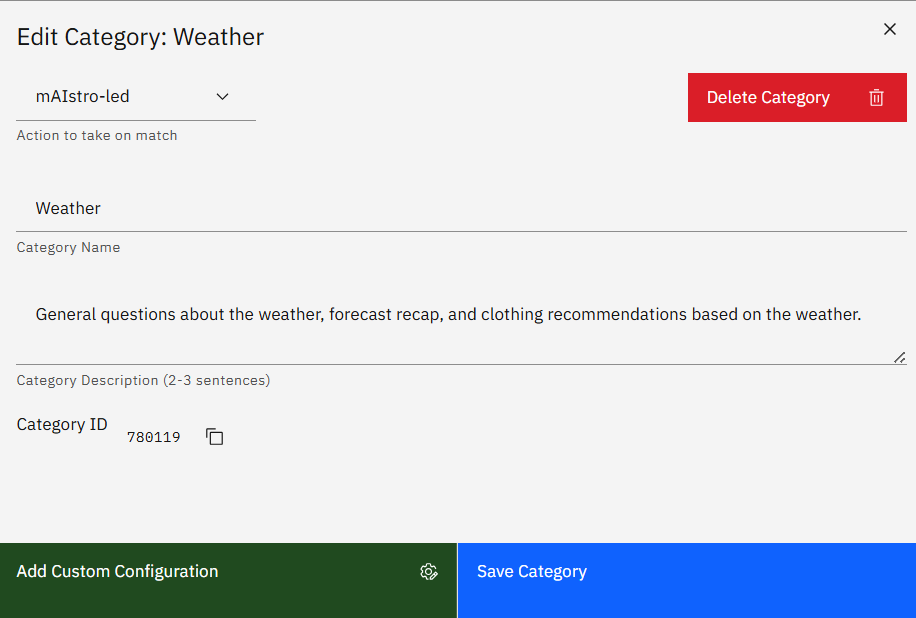 Edit Category: Weather
mAIstro-led
Delete Category
Action to take on match
Weather
Category Name
General questions about the weather, forecast recap, and clothing recommendations based on the weather.
Category Description (2-3 sentences)
Category ID
780119
Add Custom Configuration
Save Category